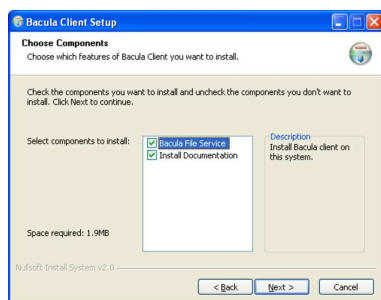 Bacula Client Setup
Choose Components
Choose which features of Bacula Client you want to install.
Check the components you want to install and uncheck the components you don't want to
install. Click Next to continue.
Select components to install:
Bacula File Service
Install Documentation
Description
Install Bacula client on
this system.
Space required: 1.9MB
Nullsoft Install System v2.0
< Back
Next >
Cancel